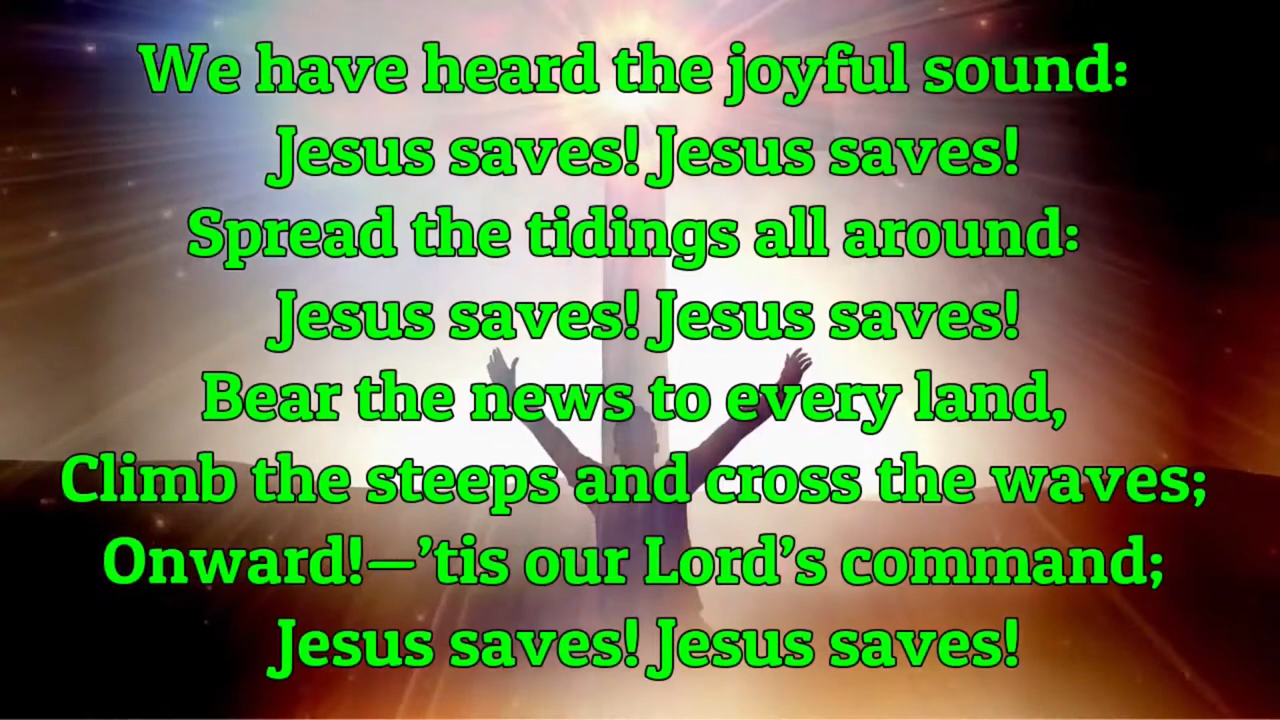 We have heard the joyful sound:
Jesus saves! Jesus saves!
Spread the tidings all around:
Jesus saves! Jesus saves!
Bear the news to every land,
Climb the steeps and cross the waves;
Onward!—’tis our Lord’s command;
Jesus saves! Jesus saves!